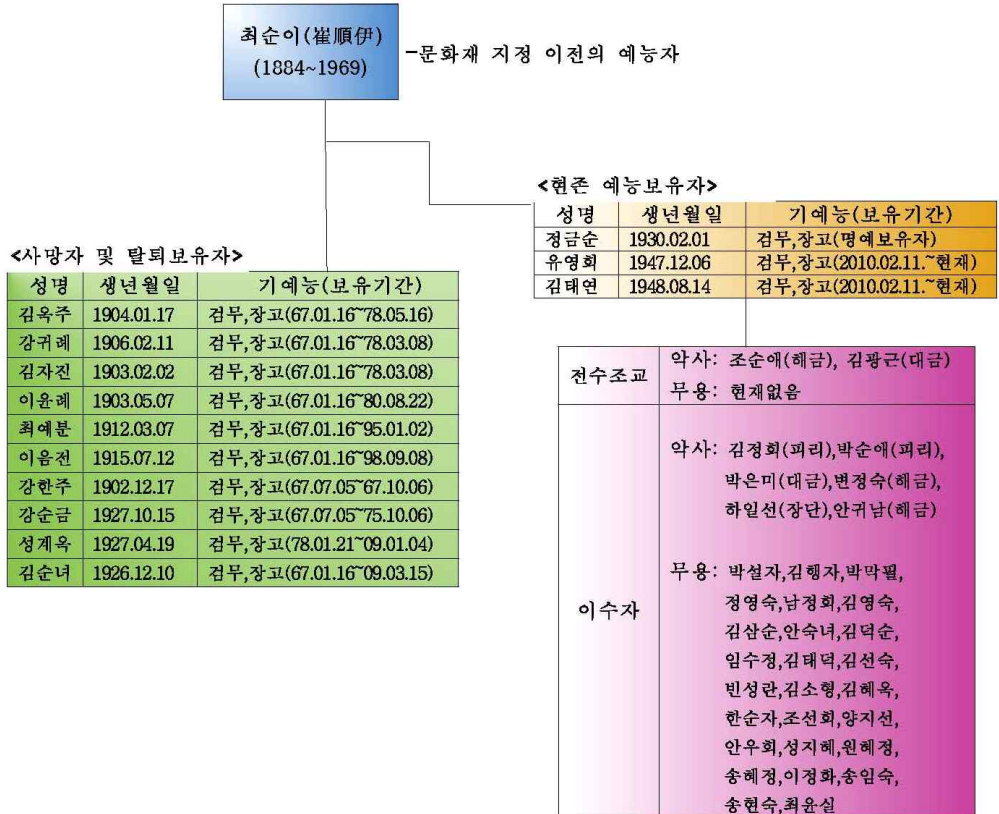 최순이(崔順伊)
(1884~1969)
-문화재 지정 이전의 예능자
<현존 예능보유자>
성명 생년월일 기예능(보유기간)
정금순 1930.02.01 검무,장고(명예보유자)
유영희 1947.12.06 검무,장고(2010.02.11.~현재)
김태연 1948.08.14 검무,장고(2010.02.11.~현재)
<사망자 및 탈퇴보유자>
성명 생년월일 기예능(보유기간)
김옥주 1904.01.17 검무,장고(67.01.16~78.05.16)
강귀례 1906.02.11 검무,장고(67.01.16~78.03.08)
김자진 1903.02.02 검무,장고(67.01.16~78.03.08)
이윤례 1903.05.07 검무,장고(67.01.16~80.08.22)
최예분 1912.03.07 검무,장고(67.01.16~95.01.02)
이음전 1915.07.12 검무,장고(67.01.16~98.09.08)
강한주 1902.12.17 검무,장고(67.07.05~67.10.06)
강순금 1927.10.15 검무,장고(67.07.05~75.10.06)
성계옥 1927.04.19 검무,장고(78.01.21~09.01.04)
김순녀 1926.12.10 검무,장고(67.01.16~09.03.15)
전수조교
악사: 조순애(해금), 김광근(대금)
무용: 현재없음
이수자
악사: 김정희(피리),박순애(피리),
박은미(대금),변정숙(해금),
하일선(장단),안귀남(해금)
무용: 박설자,김행자,박막필,
정영숙,남정희,김영숙,
김삼순,안숙녀,김덕순,
임수정,김태덕,김선숙,
빈성란,김소형,김혜옥,
한순자,조선희,양지선,
안우희,성지혜,원혜정,
송혜정,이정화,송임숙,
송현숙,최윤실